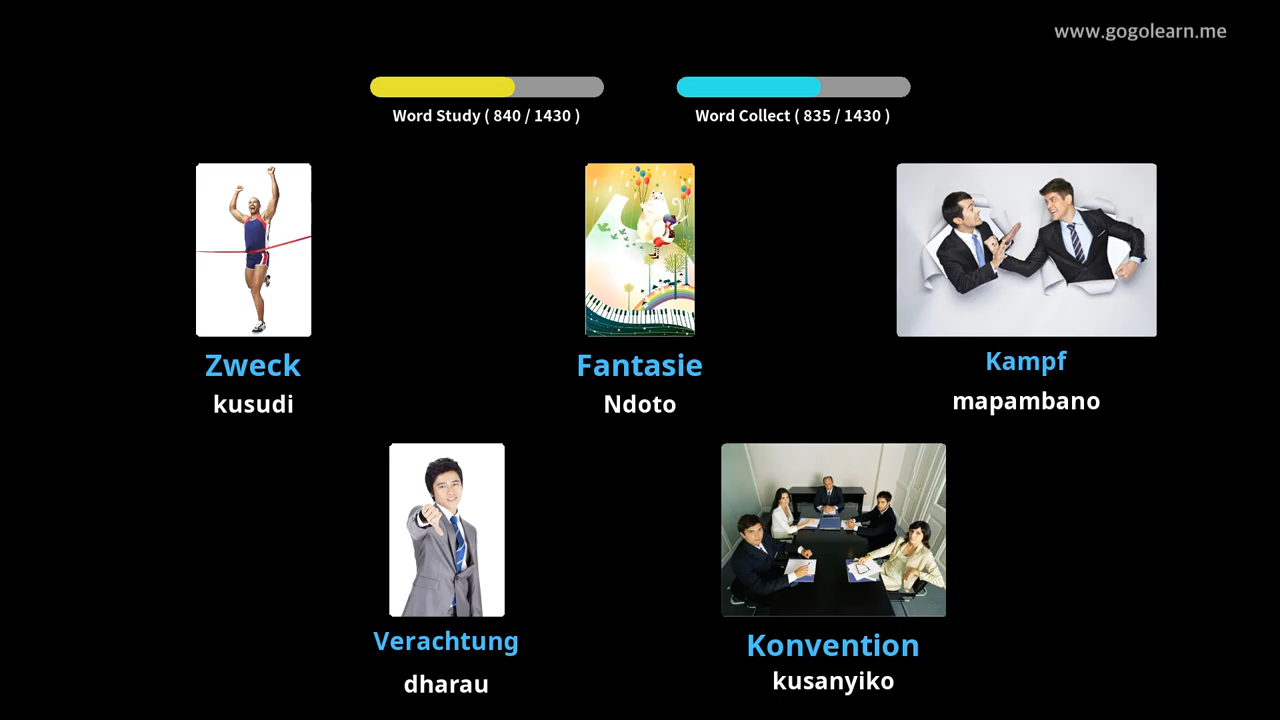 www.gogolearn.me
Word Study ( 840 / 1430 )
Word Collect ( 835 / 1430 )
Zweck
kusudi
Fantasie
Ndoto
Kampf
mapambano
Verachtung
dharau
Konvention
kusanyiko